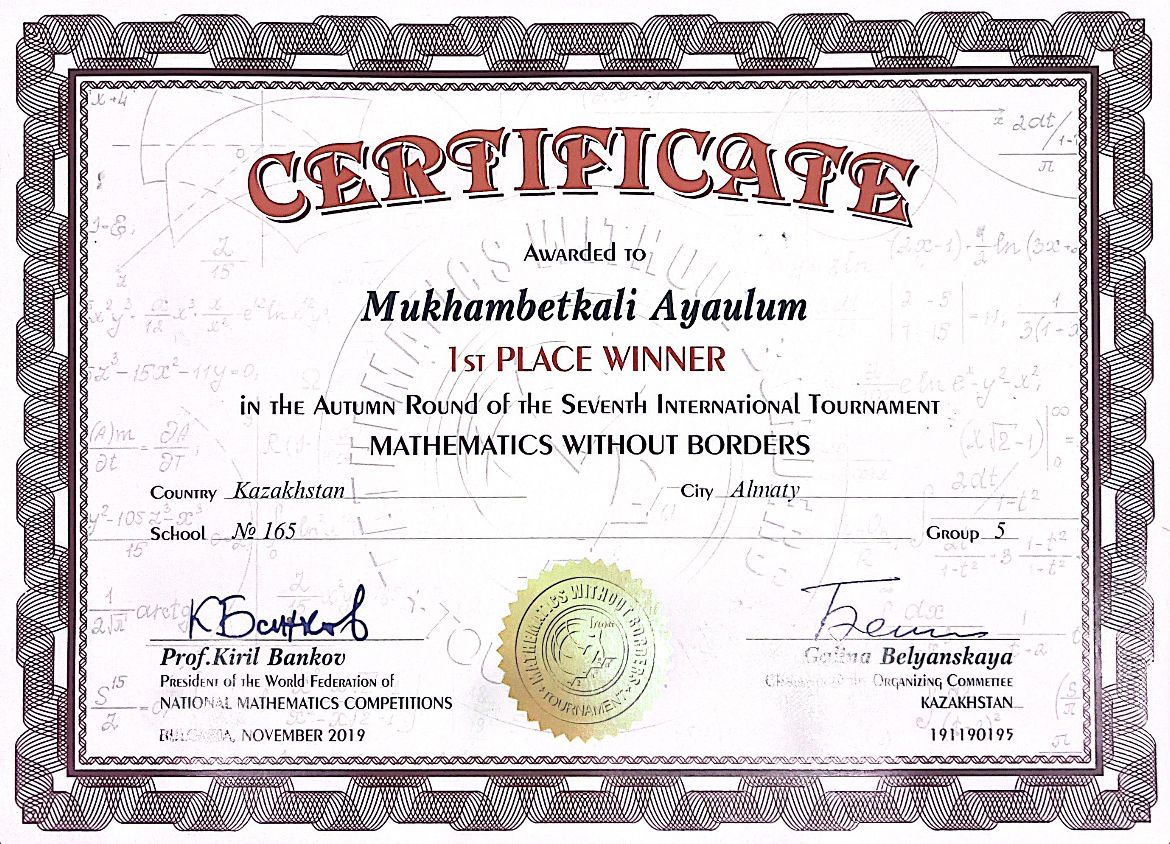 CERTIFICATE
AWARDED TO
Mukhambetkali Ayaulum
1ST PLACE WINNER
IN THE AUTUMN ROUND OF THE SEVENTH INTERNATIONAL TOURNAMENT
MATHEMATICS WITHOUT BORDERS
COUNTRY Kazakhstan CITY Almaty
SCHOOL № 165 GROUP 5
MATHEMATICS WITHOUT BORDERS
TOURNAMENT
Prof.Kiril Bankov
PRESIDENT of THE WORLD FEDERATION of
NATIONAL MATHEMATICS COMPETITIONS
BULGARIA, NOVEMBER 2019
Galina Belyanskaya
ORGANIZING COMMITTEE
KAZAKHSTAN
191190195